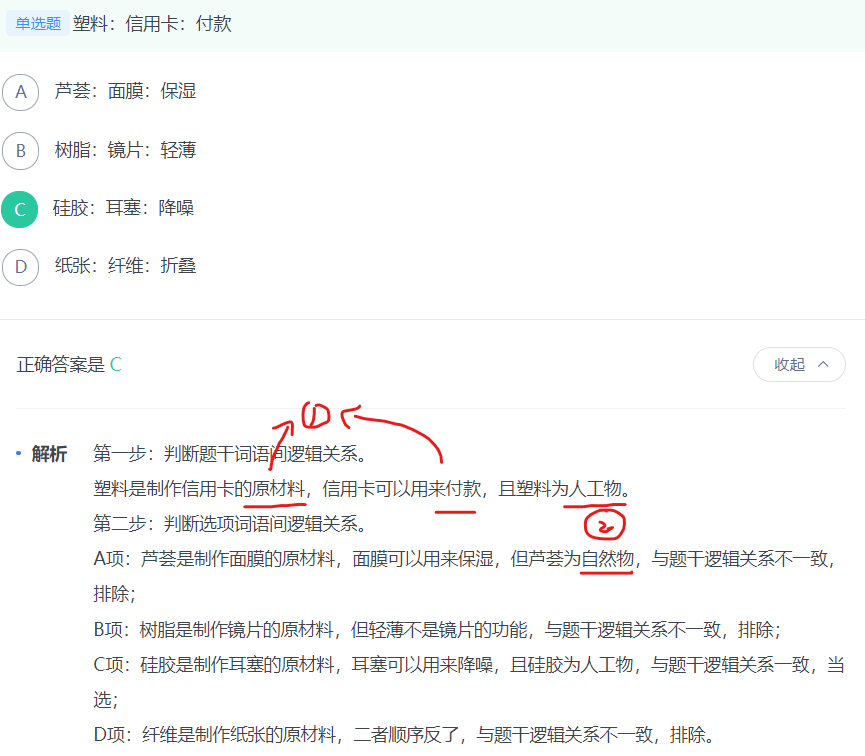 单选题 塑料：信用卡：付款
A 芦荟：面膜：保湿
B 树脂：镜片：轻薄
C 硅胶：耳塞：降噪
D 纸张：纤维：折叠
正确答案是 C
收起
①
解析 第一步：判断题干词语间逻辑关系。
塑料是制作信用卡的原材料，信用卡可以用来付款，且塑料为人工物。
第二步：判断选项词语间逻辑关系。
②
A项：芦荟是制作面膜的原材料，面膜可以用来保湿，但芦荟为自然物，与题干逻辑关系不一致，
排除；
B项：树脂是制作镜片的原材料，但轻薄不是镜片的功能，与题干逻辑关系不一致，排除；
C项：硅胶是制作耳塞的原材料，耳塞可以用来降噪，且硅胶为人工物，与题干逻辑关系一致，当
选；
D项：纤维是制作纸张的原材料，二者顺序反了，与题干逻辑关系不一致，排除。